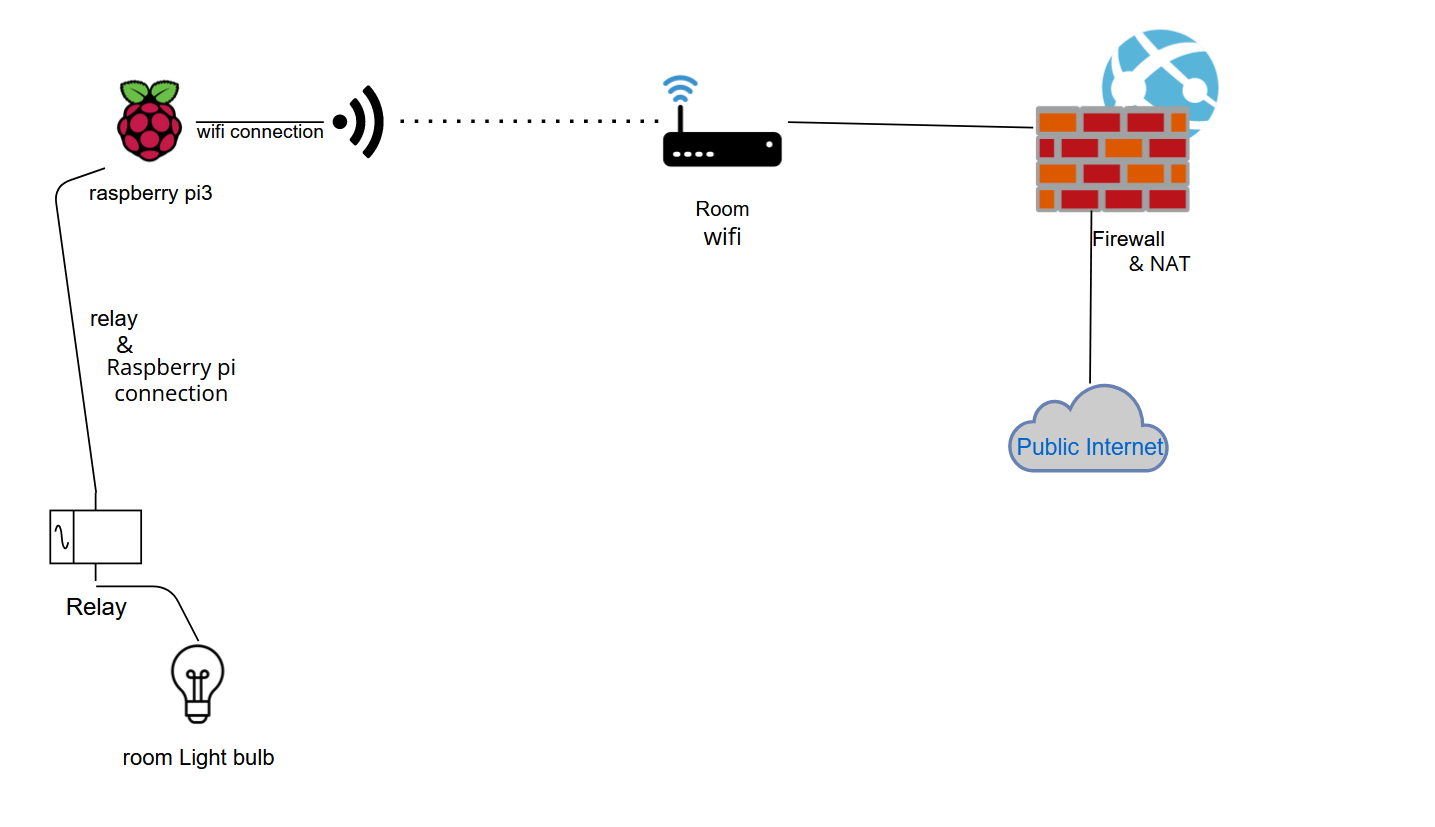 wifi connection
raspberry pi3
Room
wifi
Firewall
& NAT
relay
&
Raspberry pi
connection
Public Internet
Relay
room Light bulb